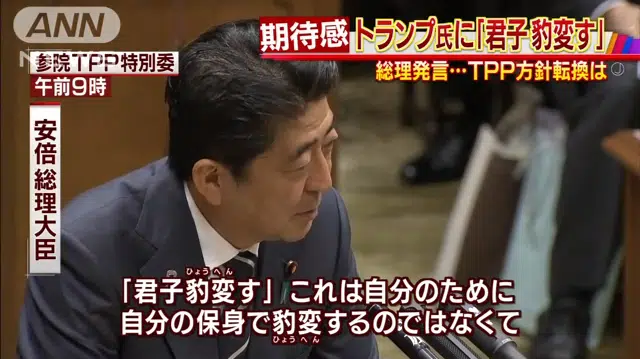 ANN
参院TPP特別委
午前9時
期待感 トランプ氏に「君子豹変す」
総理発言…TPP方針転換は
安倍総理大臣
ひょうへん
「君子豹変す」これは自分のために
自分の保身で豹変するのではなくて
ひょうへん